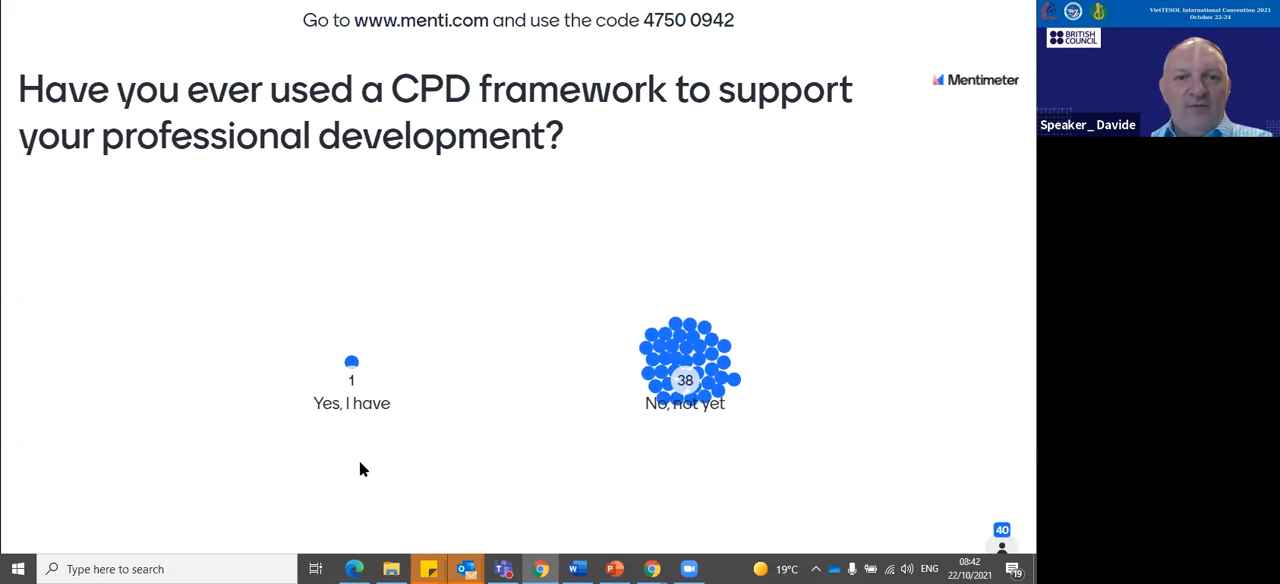 Go to www.menti.com and use the code 4750 0942
VietTESOL International Convention 2021
October 22-24
BRITISH
COUNCIL
Have you ever used a CPD framework to support
your professional development?
Mentimeter
Speaker_ Davide
1
Yes, I have
38
No, not yet
40
Type here to search
19°C
ENG
08:42
22/10/2021
19